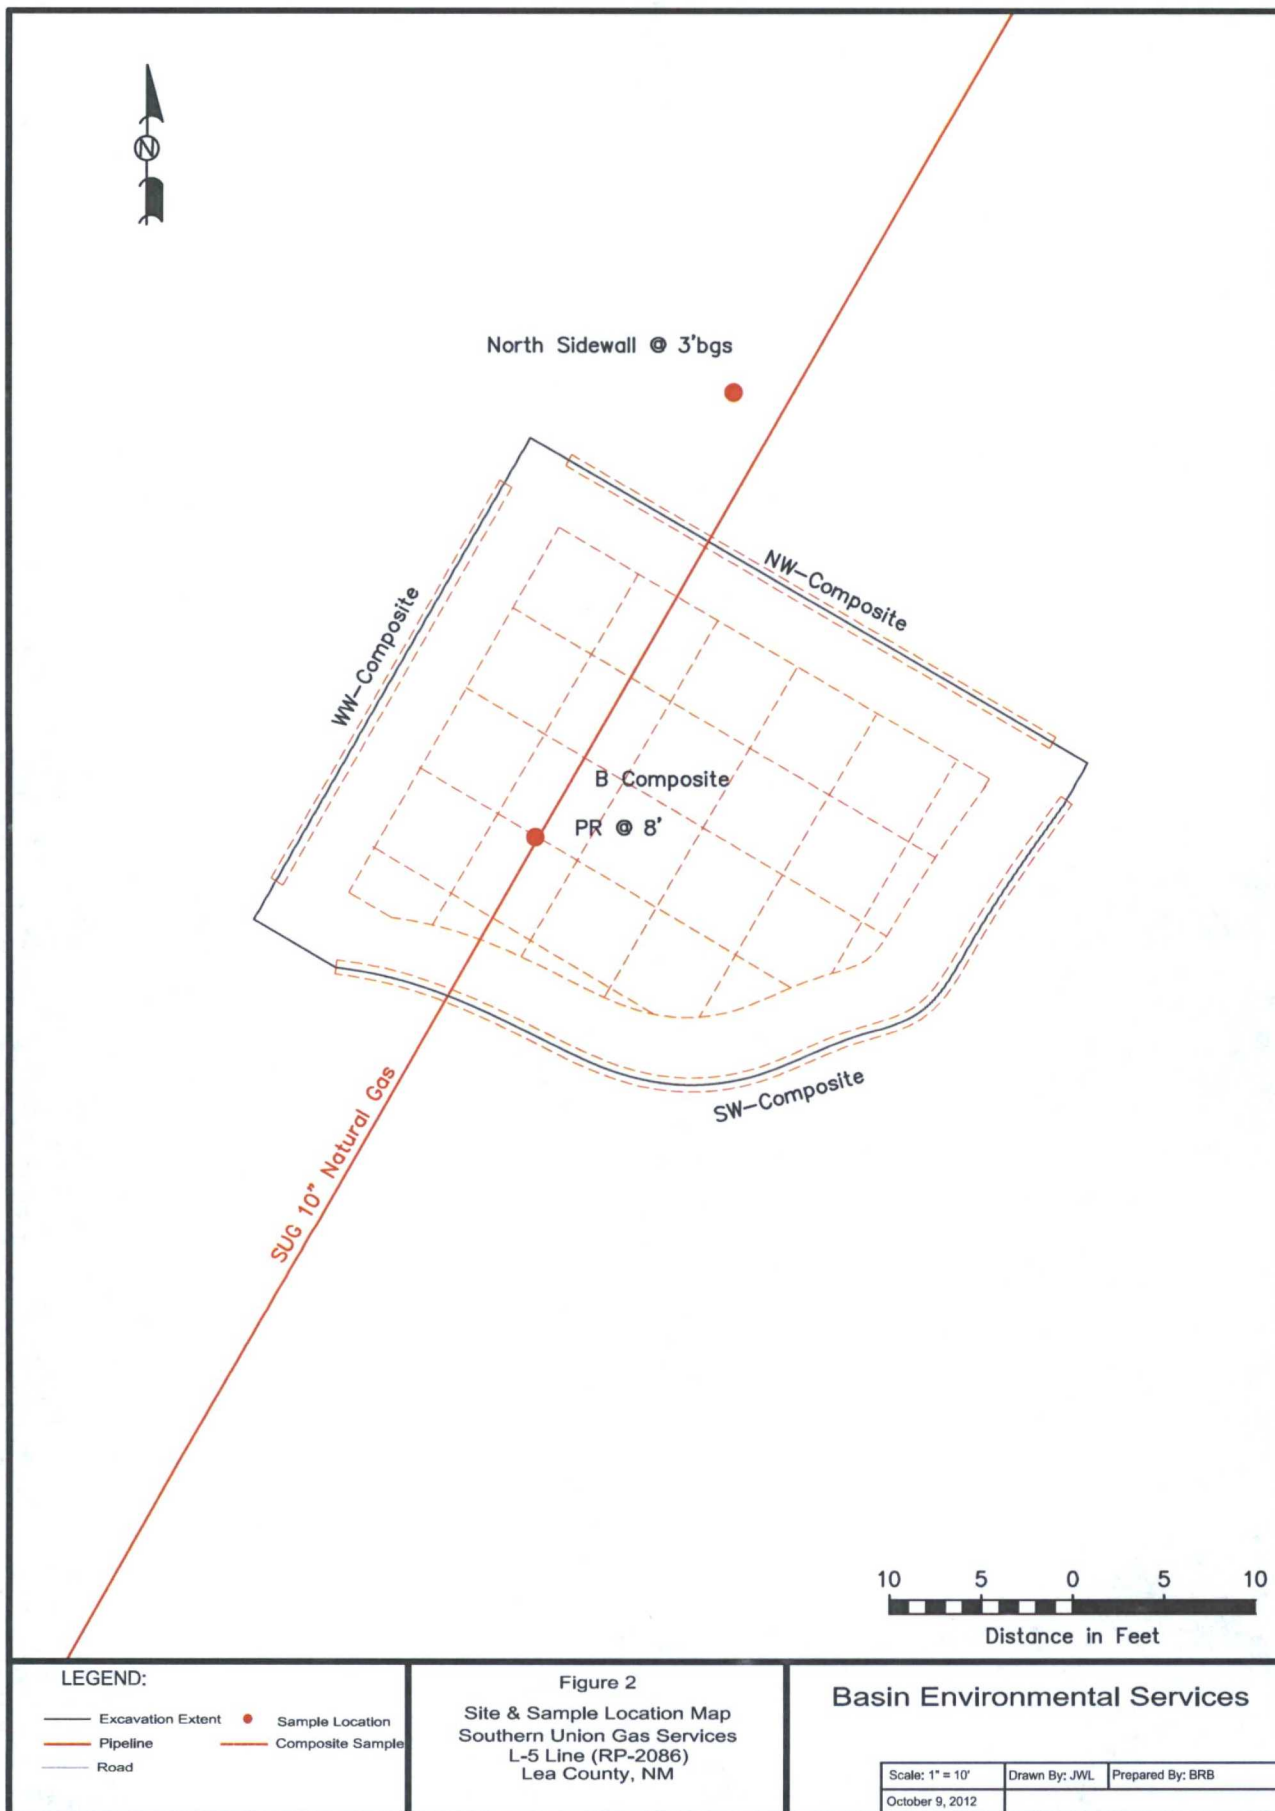 N
North Sidewall @ 3'bgs
NW-Composite
WW-Composite
B Composite
PR @ 8'
SW-Composite
SUG 10" Natural Gas
10 5 0 5 10
Distance in Feet
LEGEND:
Excavation Extent
Sample Location
Pipeline
Composite Sample
Road
Figure 2
Site & Sample Location Map
Southern Union Gas Services
L-5 Line (RP-2086)
Lea County, NM
Basin Environmental Services
Scale: 1" = 10'
Drawn By: JWL
Prepared By: BRB
October 9, 2012